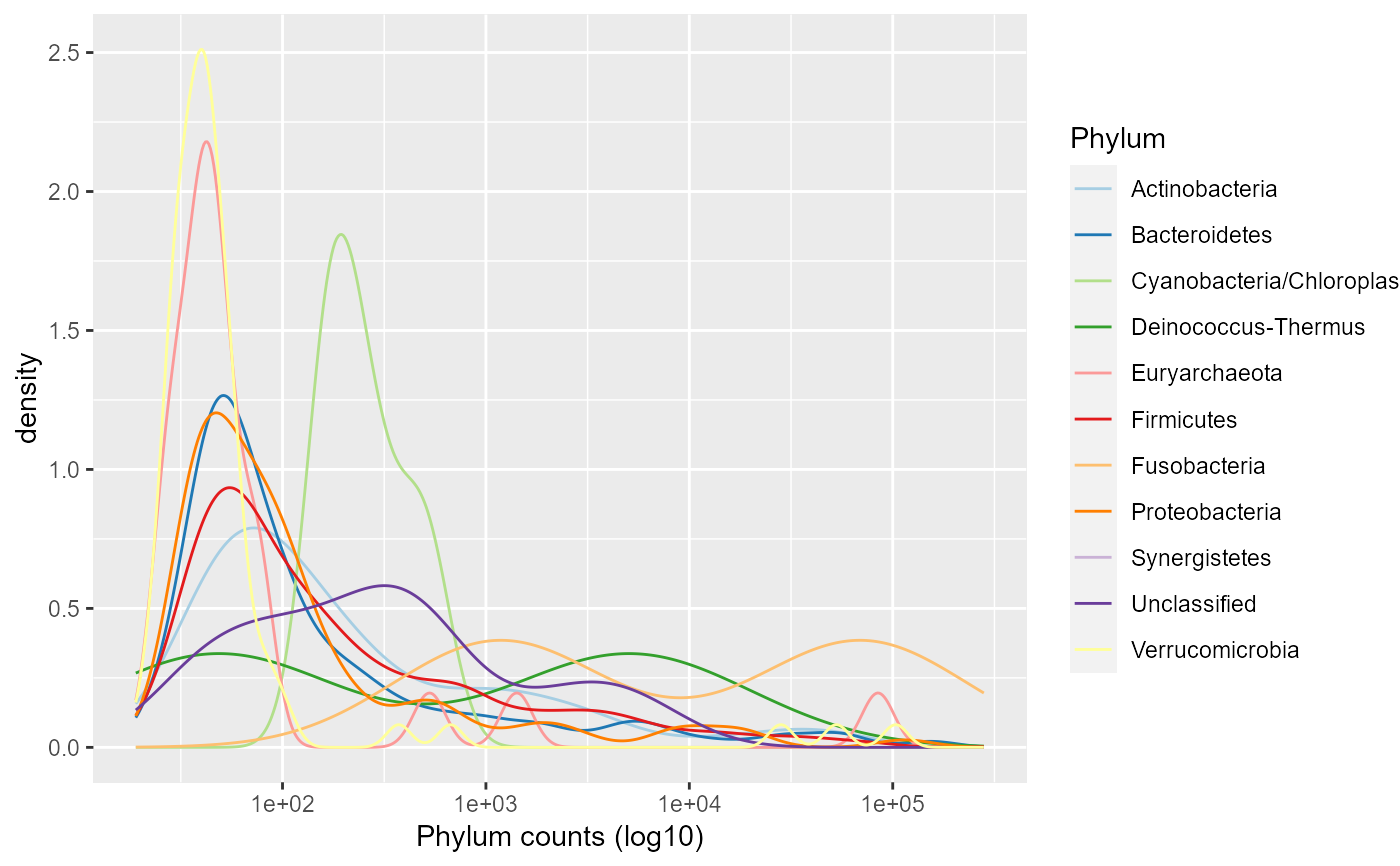 2.5
2.0
1.5
1.0
0.5
0.0
density
1e+02 1e+03 1e+04 1e+05
Phylum counts (log10)
Phylum
Actinobacteria
Bacteroidetes
Cyanobacteria/Chloroplas
Deinococcus-Thermus
Euryarchaeota
Firmicutes
Fusobacteria
Proteobacteria
Synergistetes
Unclassified
Verrucomicrobia